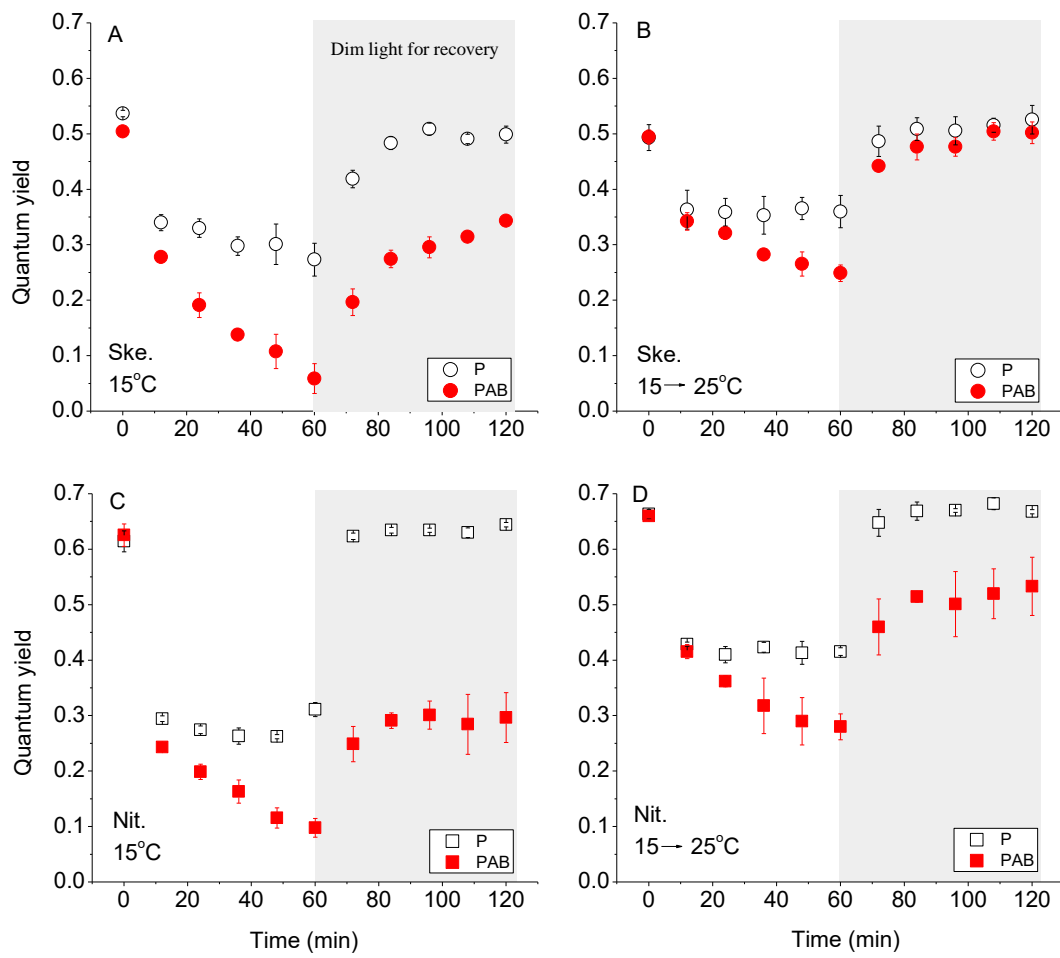 A
Dim light for recovery
Quantum yield
0.7
0.6
0.5
0.4
0.3
0.2
0.1
0.0
Ske.
15°C
P
PAB
0 20 40 60 80 100 120
B
0.7
0.6
0.5
0.4
0.3
0.2
0.1
0.0
Ske.
15→25°C
P
PAB
0 20 40 60 80 100 120
C
Quantum yield
0.7
0.6
0.5
0.4
0.3
0.2
0.1
0.0
Nit.
15°C
P
PAB
0 20 40 60 80 100 120
Time (min)
D
0.7
0.6
0.5
0.4
0.3
0.2
0.1
0.0
Nit.
15→25°C
P
PAB
0 20 40 60 80 100 120
Time (min)